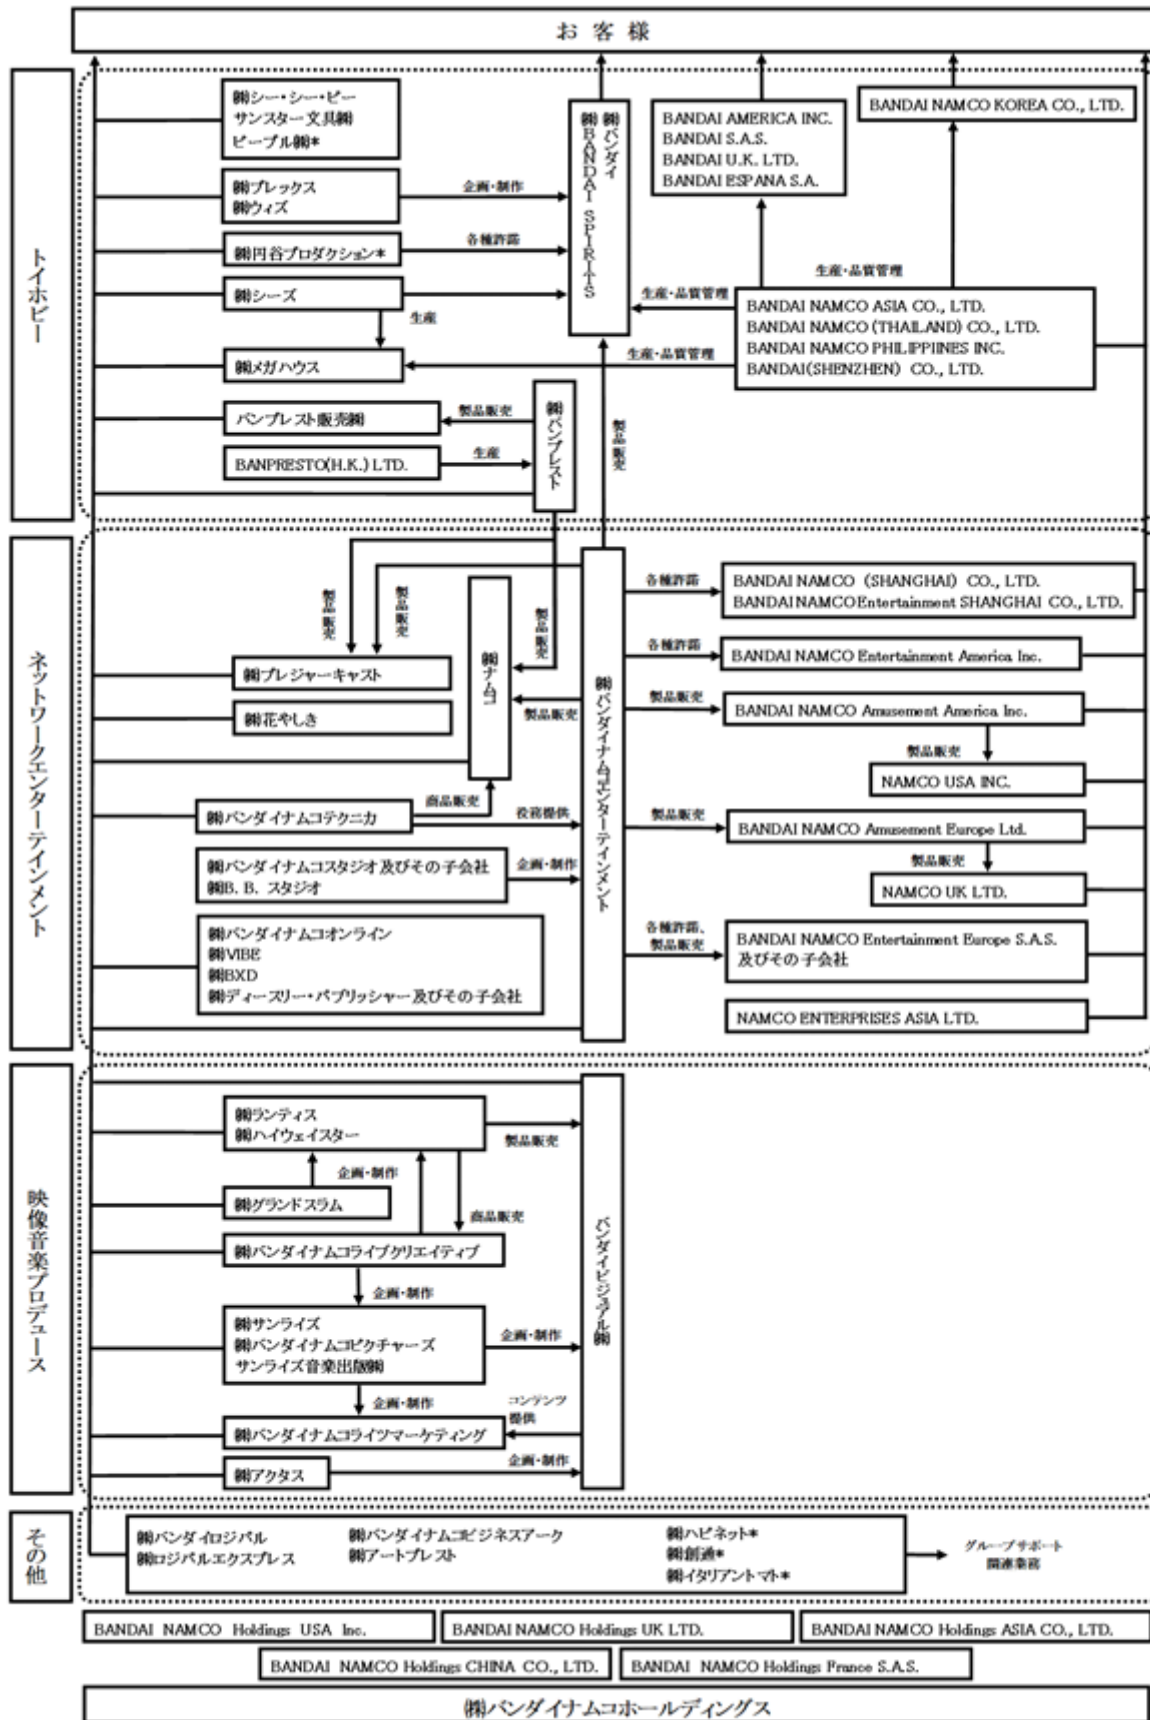 お 客 様
トイホビー
㈱シー・シー・ピー
サンスター文具㈱
ピープル㈱*
㈱プレックス
㈱ウィズ
企画・制作
㈱円谷プロダクション*
各種許諾
㈱シーズ
生産
㈱メガハウス
バンプレスト販売㈱
製品販売
BANPRESTO(H.K.) LTD.
生産
㈱バンプレスト
㈱バンダイ
㈱BANDAI SPIRITS
BANDAI AMERICA INC.
BANDAI S.A.S.
BANDAI U.K. LTD.
BANDAI ESPANA S.A.
BANDAI NAMCO KOREA CO., LTD.
生産・品質管理
生産・品質管理
生産・品質管理
BANDAI NAMCO ASIA CO., LTD.
BANDAI NAMCO (THAILAND) CO., LTD.
BANDAI NAMCO PHILIPPIINES INC.
BANDAI(SHENZHEN) CO., LTD.
製品販売
ネットワークエンターテインメント
製品販売
製品販売
製品販売
㈱プレジャーキャスト
㈱花やしき
㈱ナムコ
製品販売
商品販売
㈱バンダイナムコテクニカ
役務提供
㈱バンダイナムコスタジオ及びその子会社
㈱B. B. スタジオ
企画・制作
㈱バンダイナムコオンライン
㈱VIBE
㈱BXD
㈱ディースリー・パブリッシャー及びその子会社
㈱バンダイナムコエンターテインメント
各種許諾
BANDAI NAMCO (SHANGHAI) CO., LTD.
BANDAI NAMCO Entertainment SHANGHAI CO., LTD.
各種許諾
BANDAI NAMCO Entertainment America Inc.
製品販売
BANDAI NAMCO Amusement America Inc.
製品販売
NAMCO USA INC.
製品販売
BANDAI NAMCO Amusement Europe Ltd.
製品販売
NAMCO UK LTD.
各種許諾、
製品販売
BANDAI NAMCO Entertainment Europe S.A.S.
及びその子会社
NAMCO ENTERPRISES ASIA LTD.
映像音楽プロデュース
㈱ランティス
㈱ハイウェイスター
製品販売
企画・制作
㈱グランドスラム
商品販売
㈱バンダイナムコライブクリエイティブ
企画・制作
㈱サンライズ
㈱バンダイナムコピクチャーズ
サンライズ音楽出版㈱
企画・制作
企画・制作
コンテンツ
提供
㈱バンダイナムコライツマーケティング
㈱アクタス
企画・制作
バンダイビジュアル㈱
その他
㈱バンダイロジパル
㈱ロジパルエクスプレス
㈱バンダイナムコビジネスアーク
㈱アートプレスト
㈱ハピネット*
㈱創通*
㈱イタリアントマト*
グループサポート
関連業務
BANDAI NAMCO Holdings USA Inc.
BANDAI NAMCO Holdings UK LTD.
BANDAI NAMCO Holdings ASIA CO., LTD.
BANDAI NAMCO Holdings CHINA CO., LTD.
BANDAI NAMCO Holdings France S.A.S.
㈱バンダイナムコホールディングス